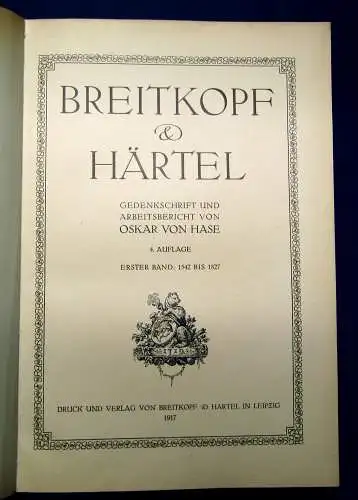 BREITKOPF
&
HÄRTEL
GEDENKSCHRIFT UND
ARBEITSBERICHT VON
OSKAR VON HASE
4. AUFLAGE
ERSTER BAND: 1542 BIS 1827
1719
DRUCK UND VERLAG VON BREITKOPF & HÄRTEL IN LEIPZIG
1917